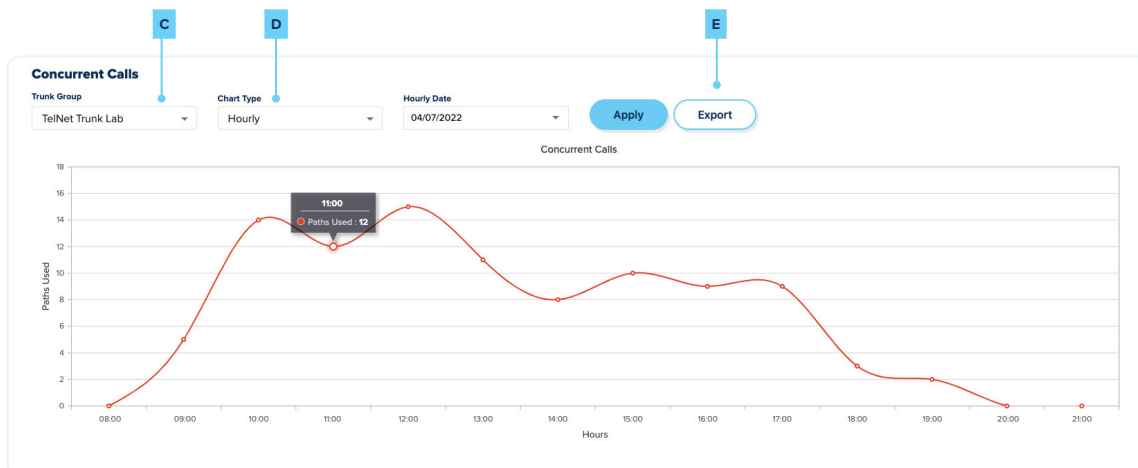 C D E
Concurrent Calls
Trunk Group Chart Type Hourly Date
TelNet Trunk Lab Hourly 04/07/2022 Apply Export
Concurrent Calls
18
16
14
12
10
8
6
4
2
0
Paths Used
11:00
Paths Used : 12
08:00 09:00 10:00 11:00 12:00 13:00 14:00 15:00 16:00 17:00 18:00 19:00 20:00 21:00
Hours